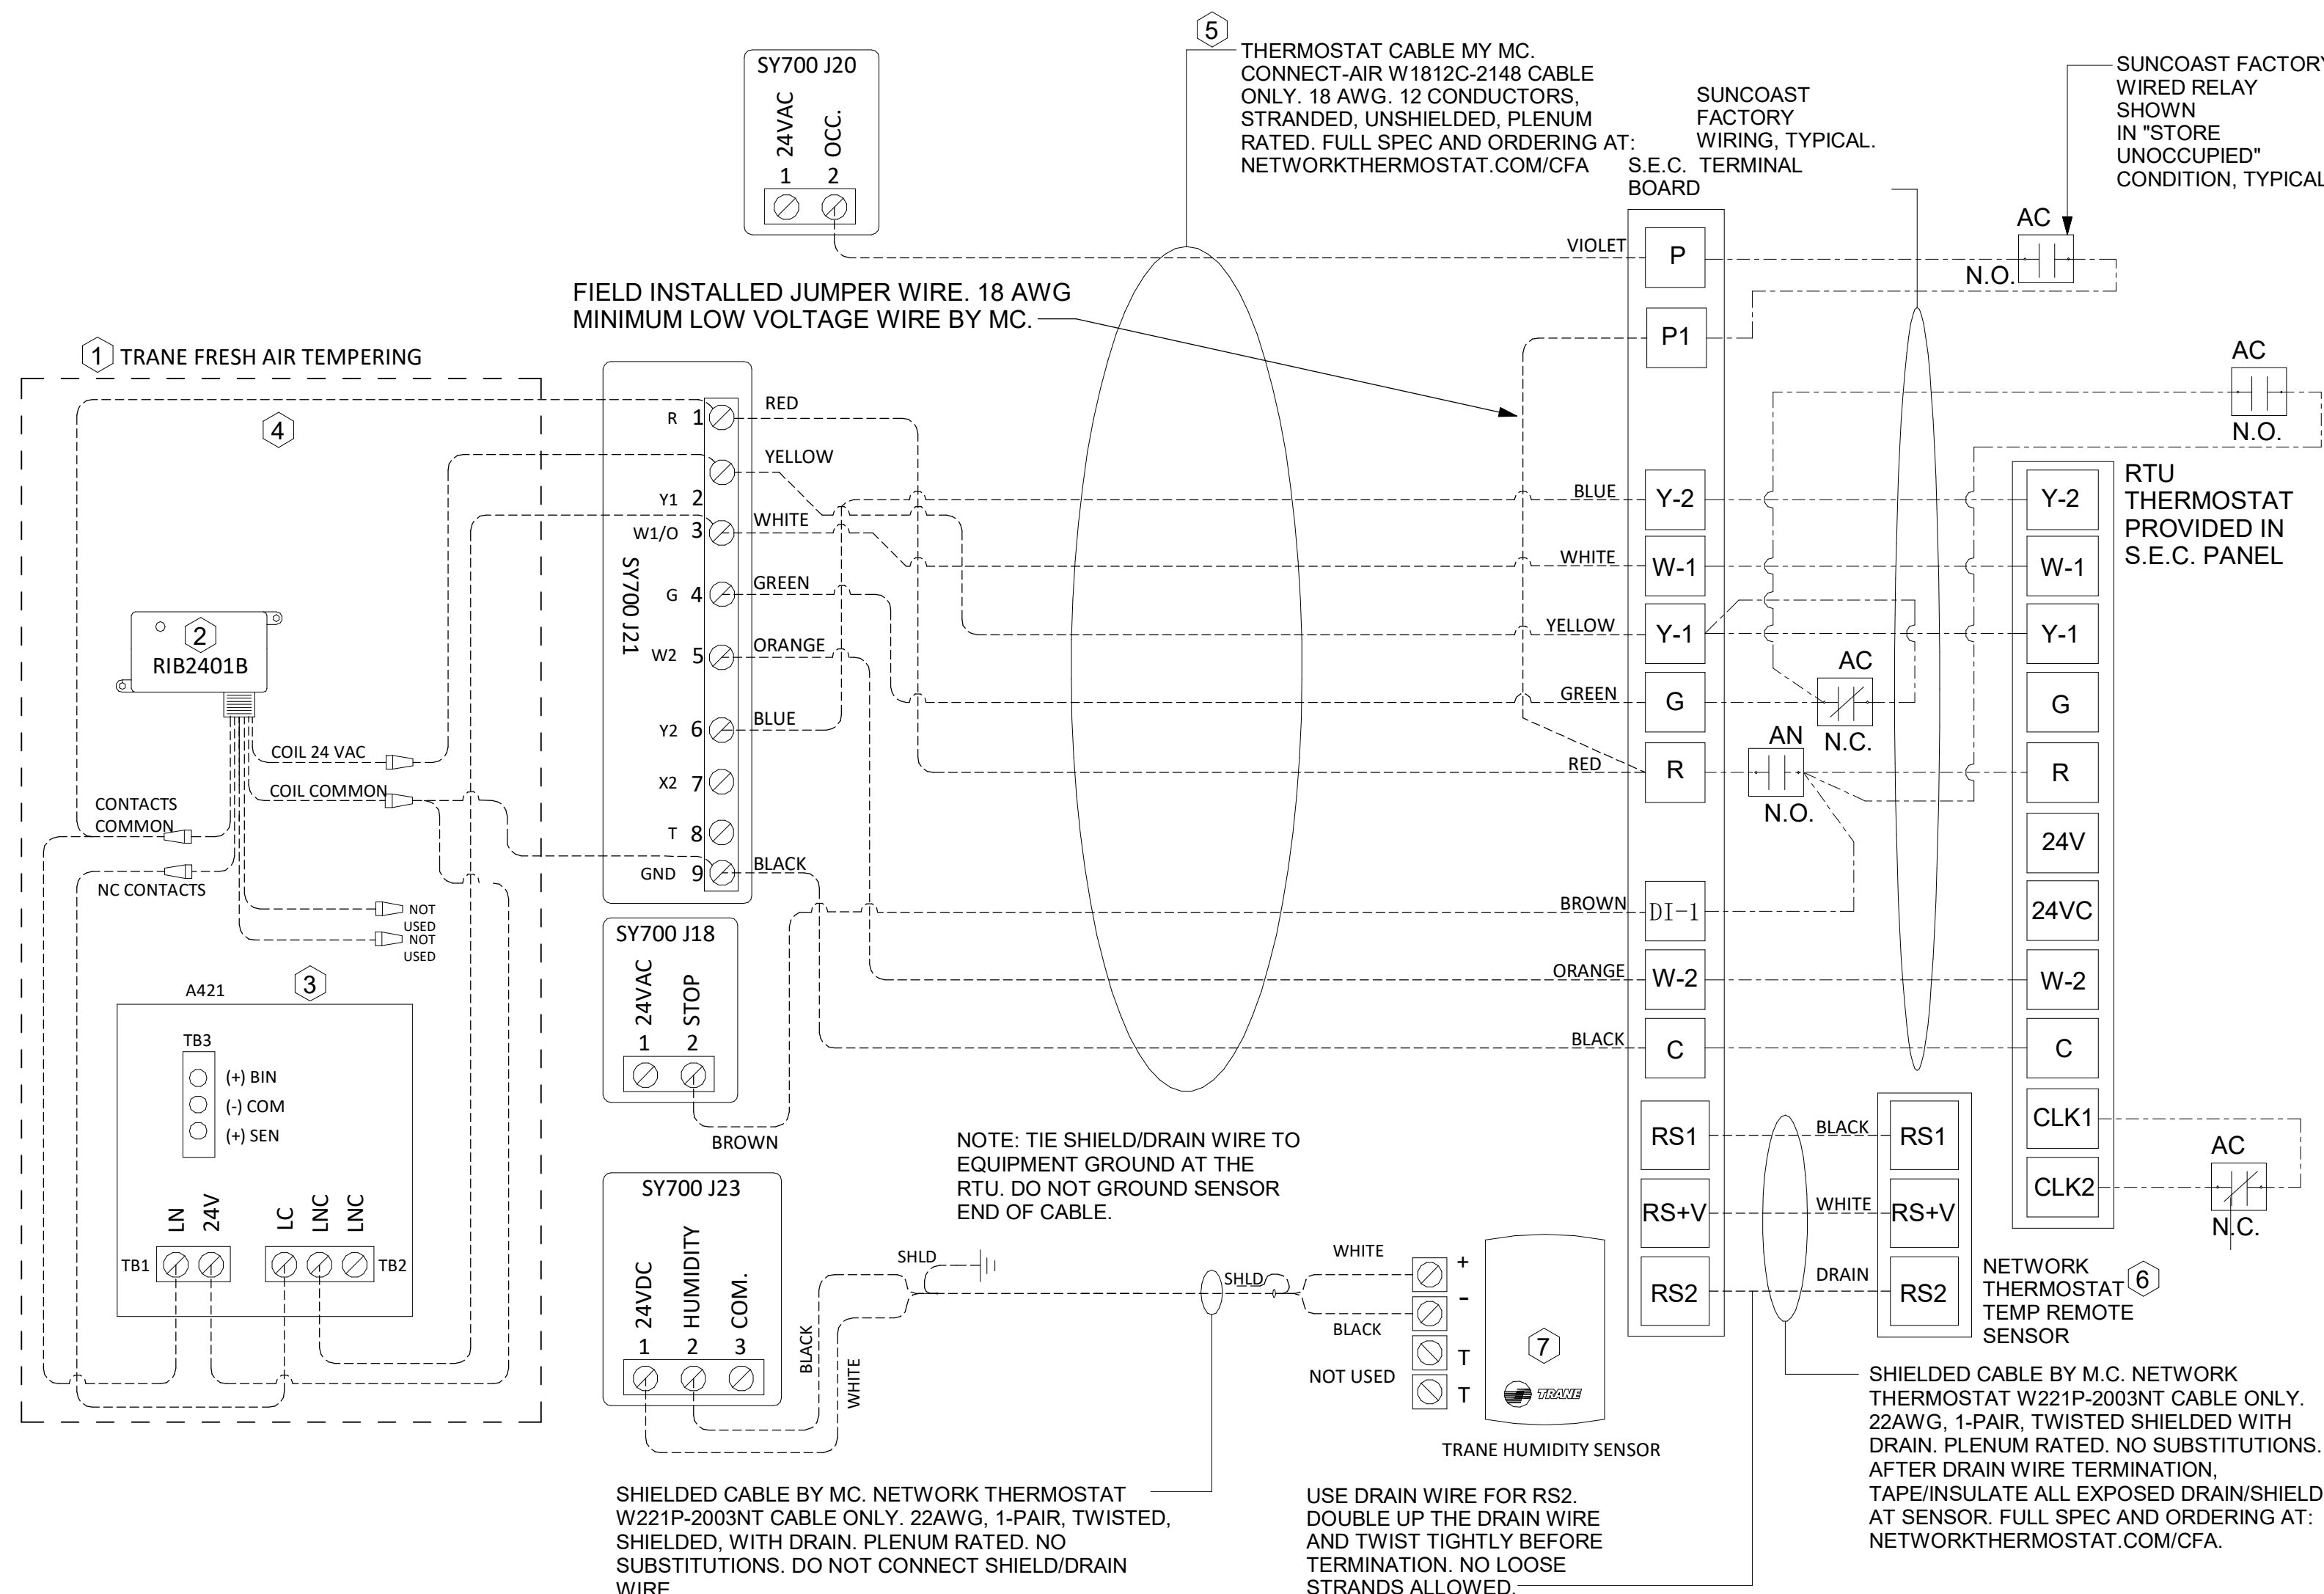 5
THERMOSTAT CABLE MY MC.
CONNECT-AIR W1812C-2148 CABLE
ONLY. 18 AWG. 12 CONDUCTORS,
STRANDED, UNSHIELDED, PLENUM
RATED. FULL SPEC AND ORDERING AT:
NETWORKTHERMOSTAT.COM/CFA
SUNCOAST
FACTORY
WIRING, TYPICAL.
S.E.C. TERMINAL
BOARD
SUNCOAST FACTORY
WIRED RELAY
SHOWN
IN "STORE
UNOCCUPIED"
CONDITION, TYPICAL
SY700 J20
24VAC
OCC.
1 2
VIOLET
P
AC
N.O.
FIELD INSTALLED JUMPER WIRE. 18 AWG
MINIMUM LOW VOLTAGE WIRE BY MC.
P1
1 TRANE FRESH AIR TEMPERING
4
AC
N.O.
R 1
RED
YELLOW
Y1 2
W1/O 3
WHITE
SY700 J21
G 4
GREEN
W2 5
ORANGE
Y2 6
BLUE
X2 7
T 8
GND 9
BLACK
2
RIB2401B
COIL 24 VAC
COIL COMMON
CONTACTS
COMMON
NC CONTACTS
NOT
USED
NOT
USED
3
A421
TB3
(+) BIN
(-) COM
(+) SEN
LN
24V
LC
LNC
LNC
TB1
TB2
BLUE
Y-2
WHITE
W-1
YELLOW
Y-1
GREEN
G
RED
R
BROWN
DI-1
ORANGE
W-2
BLACK
C
RS1
RS+V
RS2
AC
N.C.
AN
N.O.
RTU
THERMOSTAT
PROVIDED IN
S.E.C. PANEL
Y-2
W-1
Y-1
G
R
24V
24VC
W-2
C
CLK1
CLK2
AC
N.C.
SY700 J18
24VAC
STOP
1 2
BROWN
NOTE: TIE SHIELD/DRAIN WIRE TO
EQUIPMENT GROUND AT THE
RTU. DO NOT GROUND SENSOR
END OF CABLE.
SY700 J23
24VDC
HUMIDITY
COM.
1 2 3
BLACK
WHITE
SHLD
SHLD
WHITE
BLACK
NOT USED
+
-
T
T
7
TRANE
TRANE HUMIDITY SENSOR
BLACK
WHITE
DRAIN
RS1
RS+V
RS2
NETWORK
THERMOSTAT
TEMP REMOTE
SENSOR
6
SHIELDED CABLE BY M.C. NETWORK
THERMOSTAT W221P-2003NT CABLE ONLY.
22AWG, 1-PAIR, TWISTED SHIELDED WITH
DRAIN. PLENUM RATED. NO SUBSTITUTIONS.
AFTER DRAIN WIRE TERMINATION,
TAPE/INSULATE ALL EXPOSED DRAIN/SHIELD
AT SENSOR. FULL SPEC AND ORDERING AT:
NETWORKTHERMOSTAT.COM/CFA.
SHIELDED CABLE BY MC. NETWORK THERMOSTAT
W221P-2003NT CABLE ONLY. 22AWG, 1-PAIR, TWISTED,
SHIELDED, WITH DRAIN. PLENUM RATED. NO
SUBSTITUTIONS. DO NOT CONNECT SHIELD/DRAIN
WIRE
USE DRAIN WIRE FOR RS2.
DOUBLE UP THE DRAIN WIRE
AND TWIST TIGHTLY BEFORE
TERMINATION. NO LOOSE
STRANDS ALLOWED.